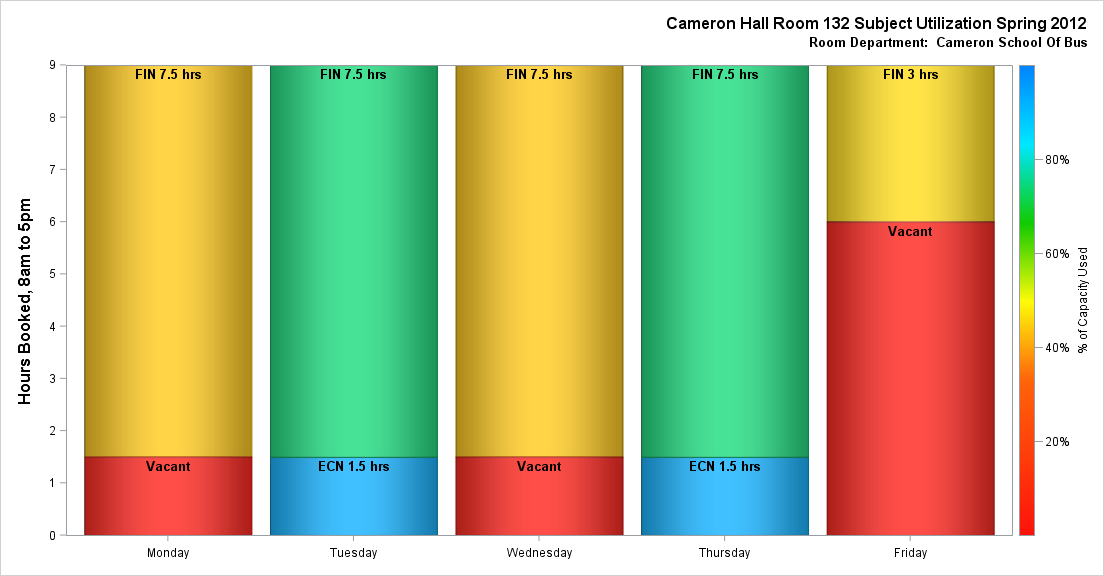 Cameron Hall Room 132 Subject Utilization Spring 2012
Room Department:  Cameron School Of Bus
Hours Booked, 8am to 5pm
9
8
7
6
5
4
3
2
1
0
FIN 7.5 hrs
Vacant
FIN 7.5 hrs
ECN 1.5 hrs
FIN 7.5 hrs
Vacant
FIN 7.5 hrs
ECN 1.5 hrs
FIN 3 hrs
Vacant
Monday
Tuesday
Wednesday
Thursday
Friday
80%
60%
40%
20%
% of Capacity Used